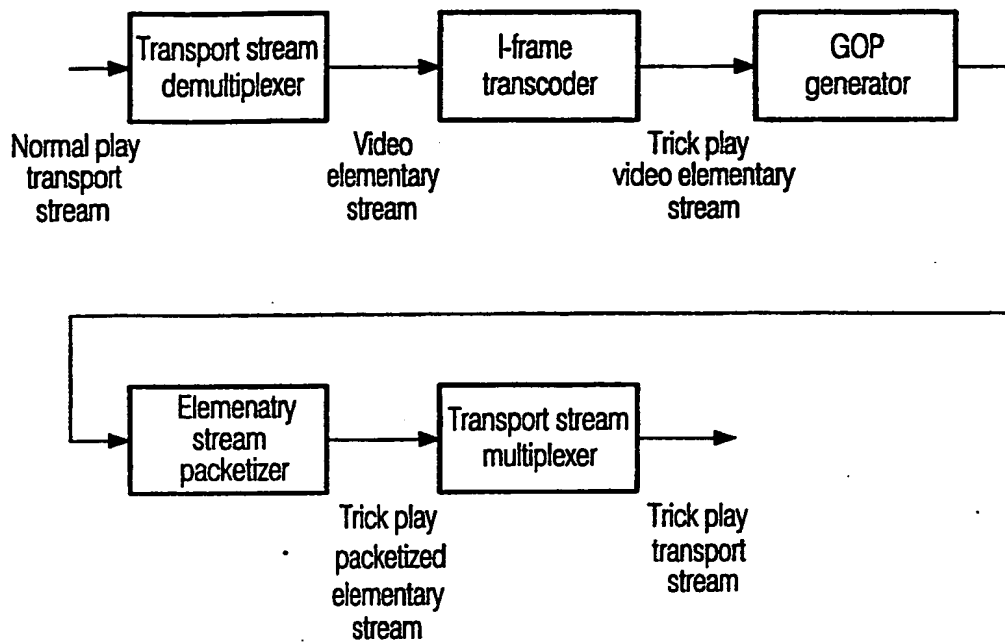 Transport stream
demultiplexer
I-frame
transcoder
GOP
generator
Normal play
transport
stream
Video
elementary
stream
Trick play
video elementary
stream
Elemenatry
stream
packetizer
Transport stream
multiplexer
Trick play
packetized
elementary
stream
Trick play
transport
stream